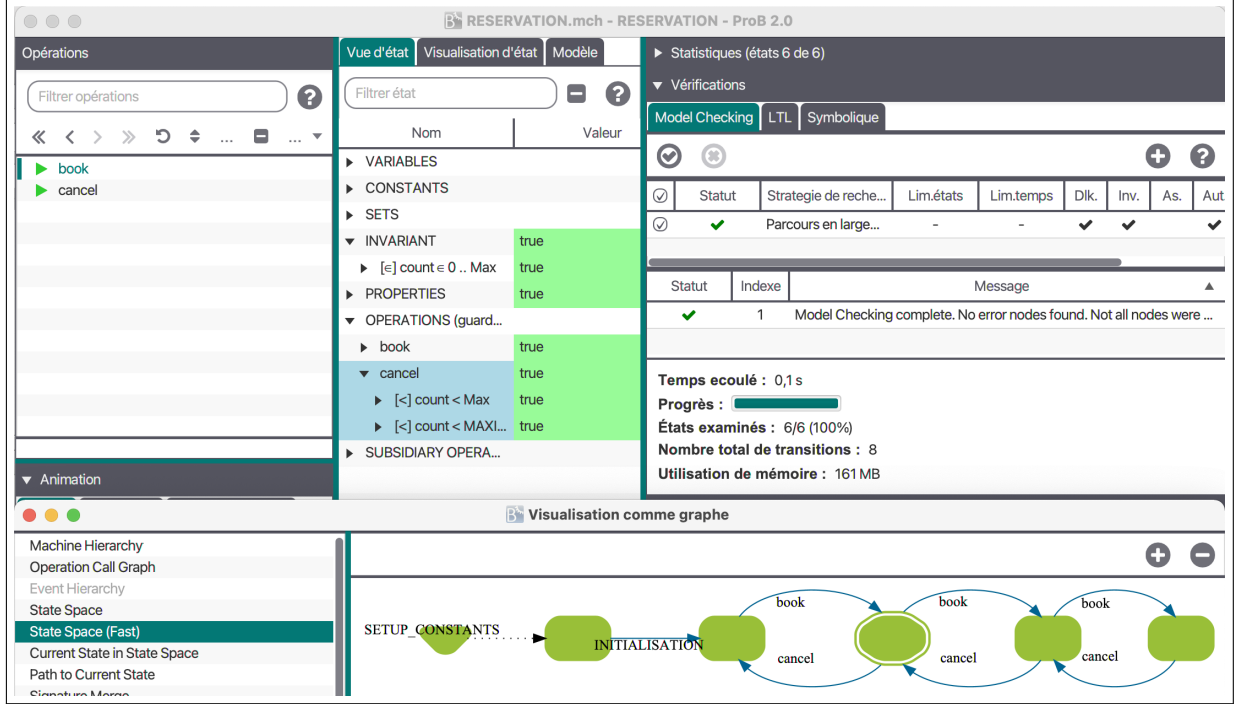 RESERVATION.mch - RESERVATION - ProB 2.0
Opérations
Filtrer opérations
book
cancel
Animation
Vue d'état Visualisation d'état Modèle
Filtrer état
Nom Valeur
VARIABLES
CONSTANTS
SETS
INVARIANT true
[∈] count ∈ 0 .. Max true
PROPERTIES true
OPERATIONS (guard...
book true
cancel true
[<] count < Max true
[<] count < MAXI... true
SUBSIDIARY OPERA...
Statistiques (états 6 de 6)
Vérifications
Model Checking LTL Symbolique
Statut Strategie de reche... Lim.états Lim.temps Dlk. Inv. As. Aut
Parcours en large... - -
Statut Indexe Message
1 Model Checking complete. No error nodes found. Not all nodes were ...
Temps ecoulé : 0,1 s
Progrès :
États examinés : 6/6 (100%)
Nombre total de transitions : 8
Utilisation de mémoire : 161 MB
Visualisation comme graphe
Machine Hierarchy
Operation Call Graph
Event Hierarchy
State Space
State Space (Fast)
Current State in State Space
Path to Current State
Signature Merge
SETUP_CONSTANTS
INITIALISATION
book
cancel
book
cancel
book
cancel